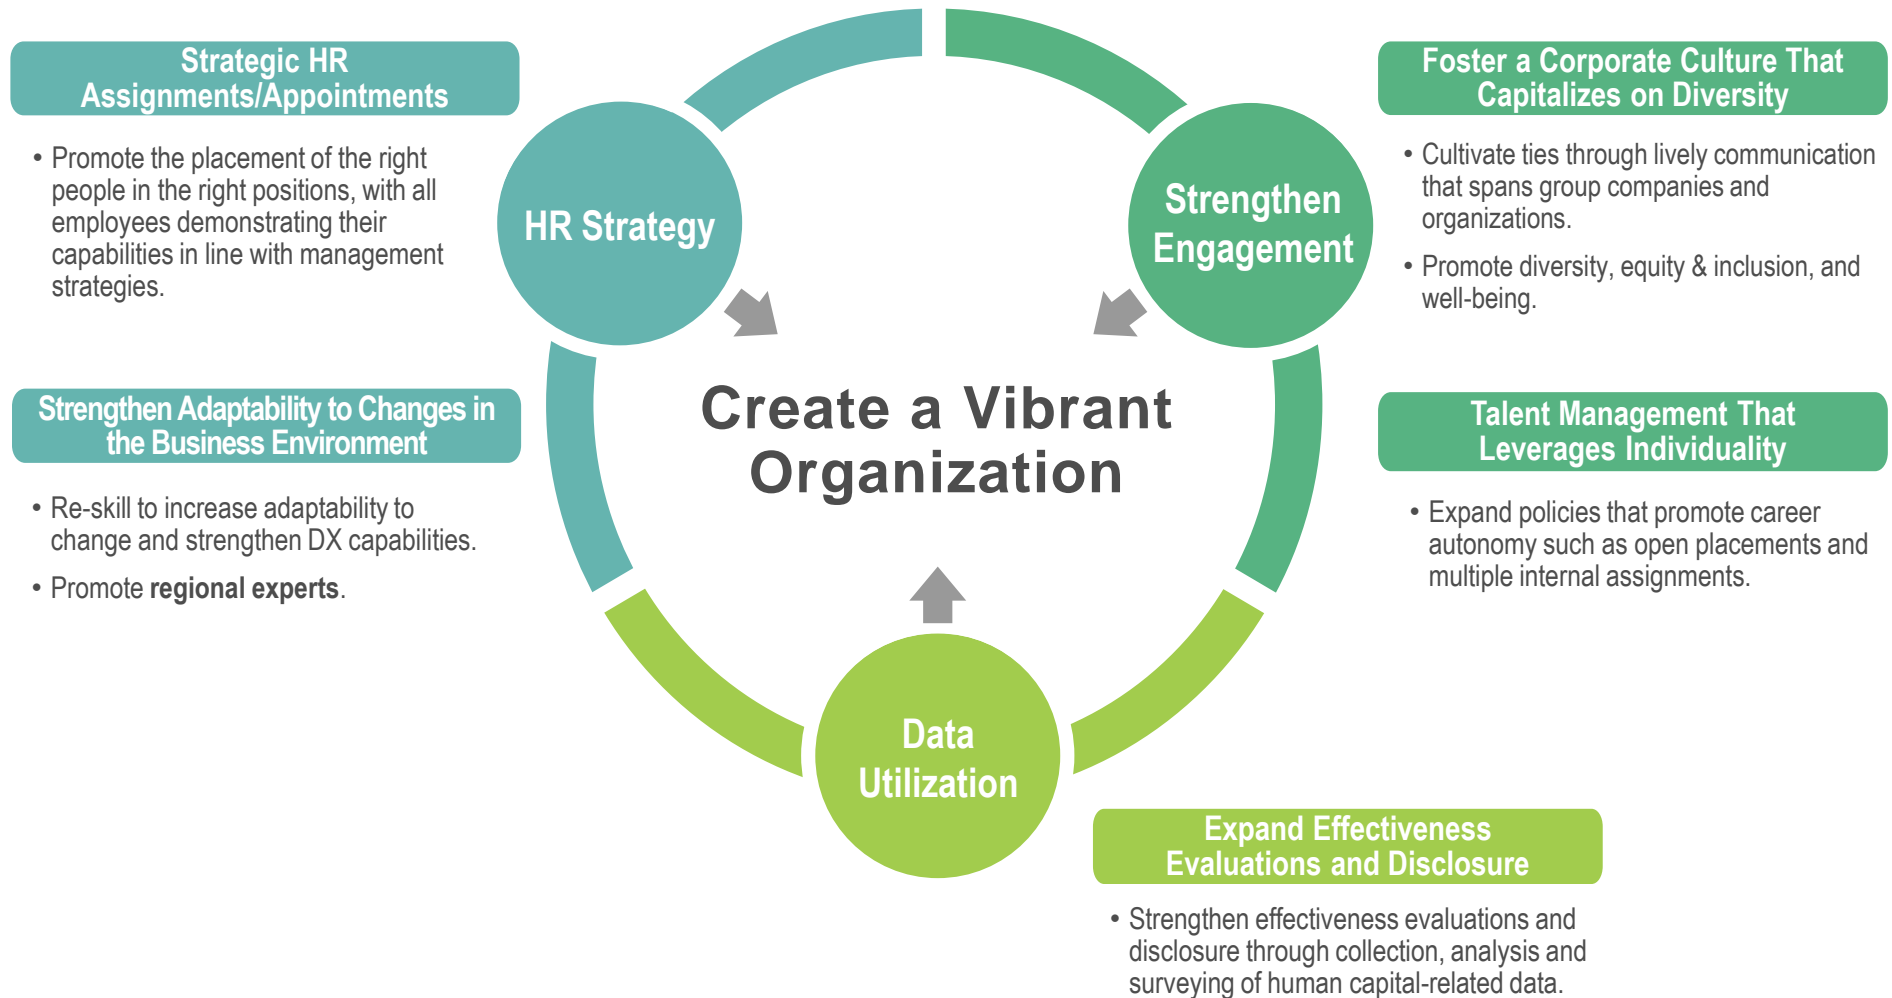 Strategic HR
Assignments/Appointments
• Promote the placement of the right
people in the right positions, with all
employees demonstrating their
capabilities in line with management
strategies.
Strengthen Adaptability to Changes in
the Business Environment
• Re-skill to increase adaptability to
change and strengthen DX capabilities.
• Promote regional experts.
HR Strategy
Strengthen
Engagement
Create a Vibrant
Organization
Data
Utilization
Foster a Corporate Culture That
Capitalizes on Diversity
• Cultivate ties through lively communication
that spans group companies and
organizations.
• Promote diversity, equity & inclusion, and
well-being.
Talent Management That
Leverages Individuality
• Expand policies that promote career
autonomy such as open placements and
multiple internal assignments.
Expand Effectiveness
Evaluations and Disclosure
• Strengthen effectiveness evaluations and
disclosure through collection, analysis and
surveying of human capital-related data.